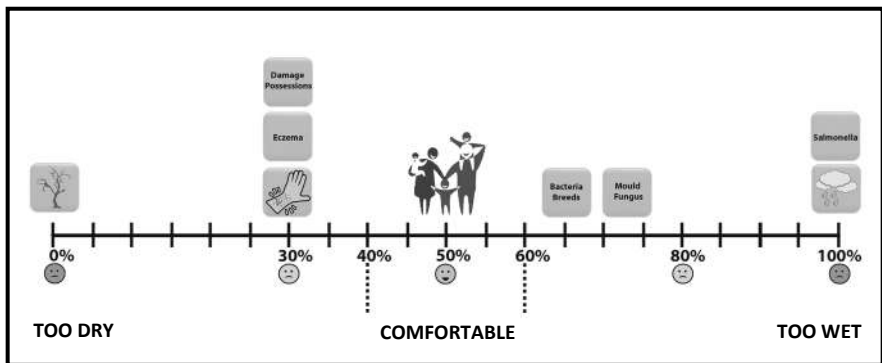 Damage
Possessions
Eczema
Salmonella
Bacteria
Breeds
Mould
Fungus
0% 30% 40% 50% 60% 80% 100%
TOO DRY COMFORTABLE TOO WET